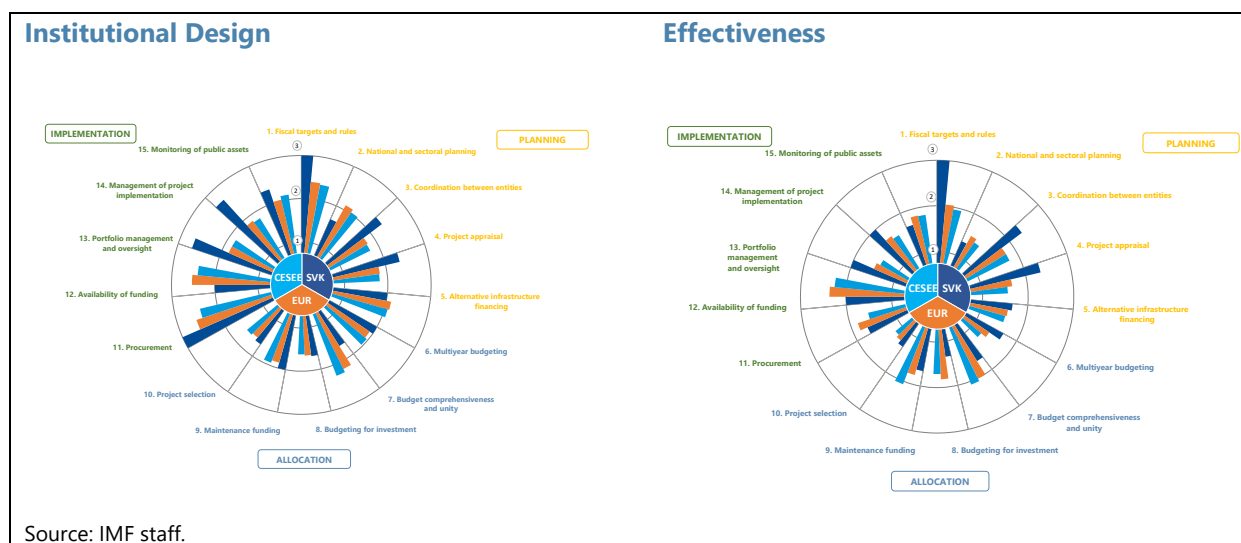 Institutional Design
IMPLEMENTATION
PLANNING
1. Fiscal targets and rules
2. National and sectoral planning
3. Coordination between entities
4. Project appraisal
5. Alternative infrastructure
financing
6. Multiyear budgeting
7. Budget comprehensiveness
and unity
8. Budgeting for investment
9. Maintenance funding
10. Project selection
11. Procurement
12. Availability of funding
13. Portfolio management
and oversight
14. Management of project
implementation
15. Monitoring of public assets
3
2
1
CESEE
SVK
EUR
ALLOCATION
Effectiveness
IMPLEMENTATION
PLANNING
1. Fiscal targets and rules
2. National and sectoral planning
3. Coordination between entities
4. Project appraisal
5. Alternative infrastructure
financing
6. Multiyear budgeting
7. Budget comprehensiveness
and unity
8. Budgeting for investment
9. Maintenance funding
10. Project selection
11. Procurement
12. Availability of funding
13. Portfolio
management
and oversight
14. Management of project
implementation
15. Monitoring of public assets
3
2
1
CESEE
SVK
EUR
ALLOCATION
Source: IMF staff.